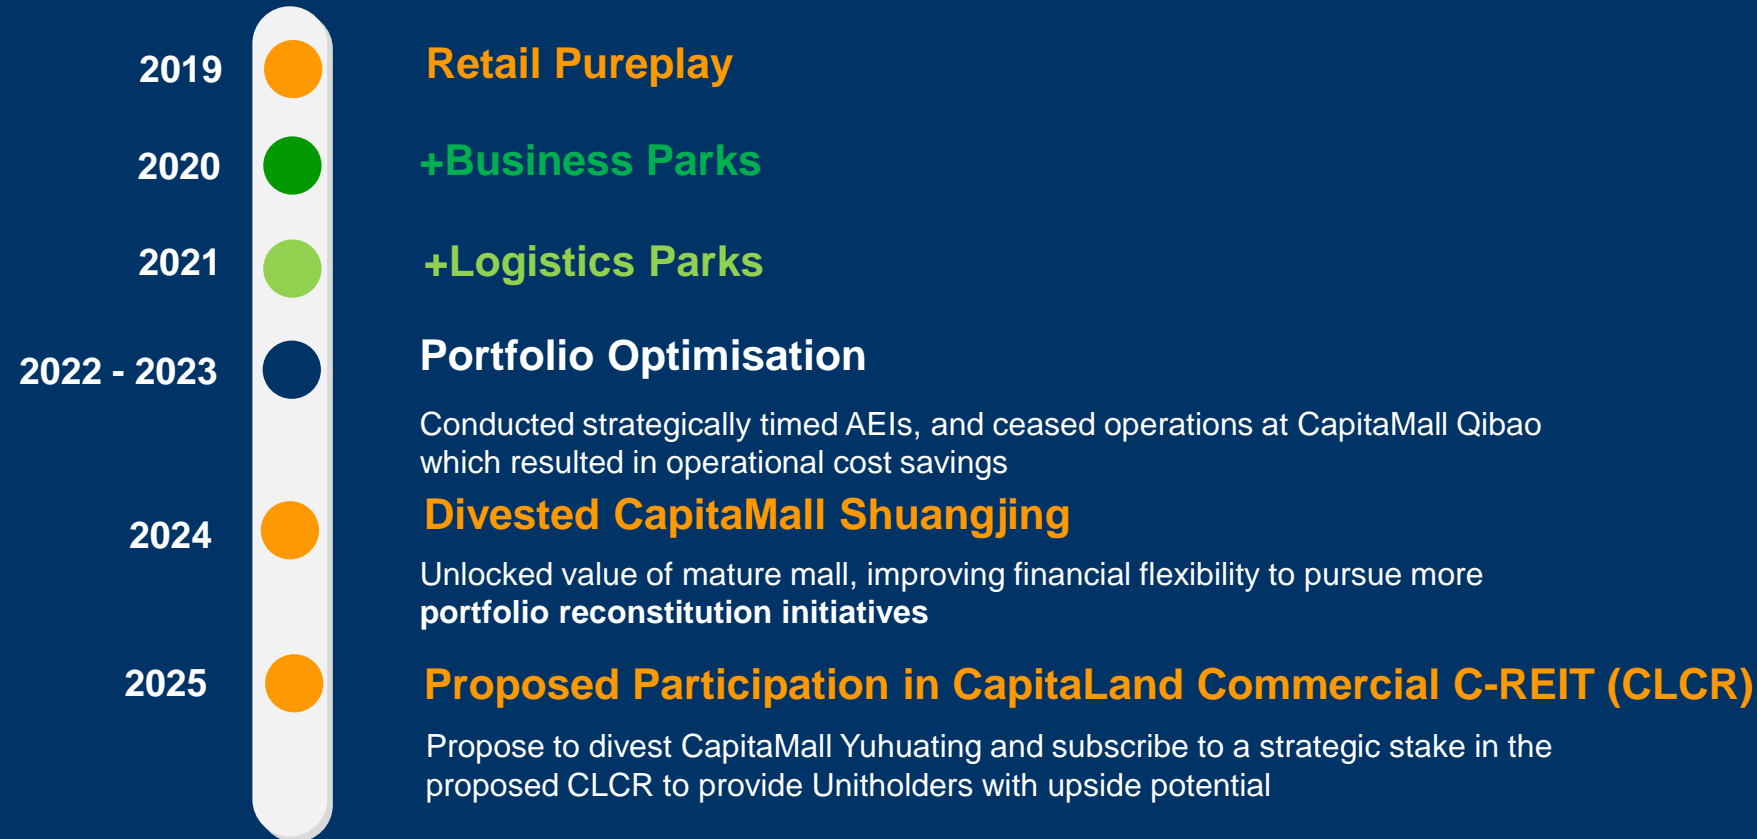 2019
Retail Pureplay
2020
+Business Parks
2021
+Logistics Parks
2022 - 2023
Portfolio Optimisation
Conducted strategically timed AEIs, and ceased operations at CapitaMall Qibao
which resulted in operational cost savings
2024
Divested CapitaMall Shuangjing
Unlocked value of mature mall, improving financial flexibility to pursue more
portfolio reconstitution initiatives
2025
Proposed Participation in CapitaLand Commercial C-REIT (CLCR)
Propose to divest CapitaMall Yuhuating and subscribe to a strategic stake in the
proposed CLCR to provide Unitholders with upside potential